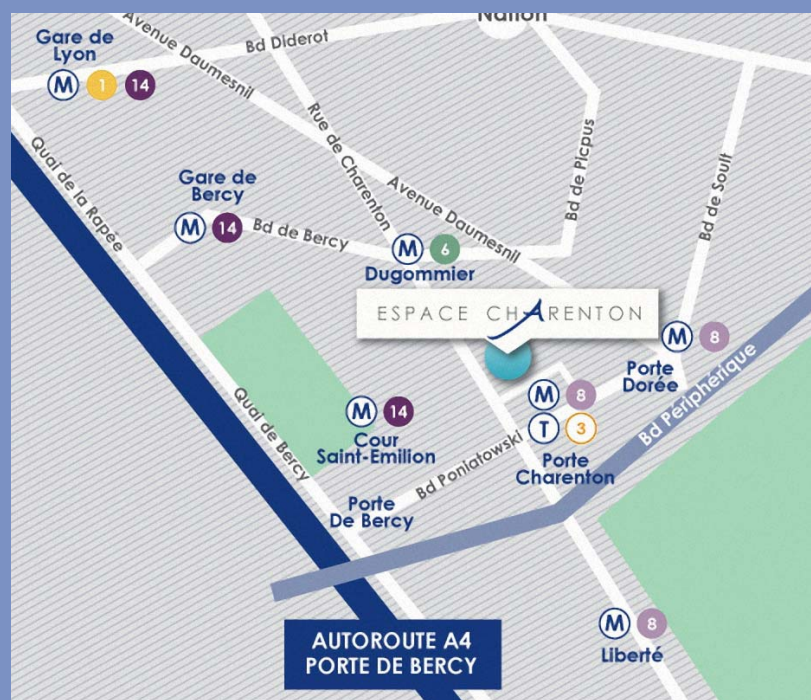 Nation
Gare de
Lyon
M 1 14
Bd Diderot
Avenue Daumesnil
Rue de Charenton
Quai de la Rapée
Gare de
Bercy
M 14
Bd de Bercy
Avenue Daumesnil
Bd de Picpus
Bd de Soult
M 6
Dugommier
ESPACE CHARENTON
M 8
Porte
Dorée
Bd Périphérique
M 8
T 3
Porte
Charenton
M 14
Cour
Saint-Emilion
Quai de Bercy
Bd Poniatowski
Porte
De Bercy
M 8
Liberté
AUTOROUTE A4
PORTE DE BERCY